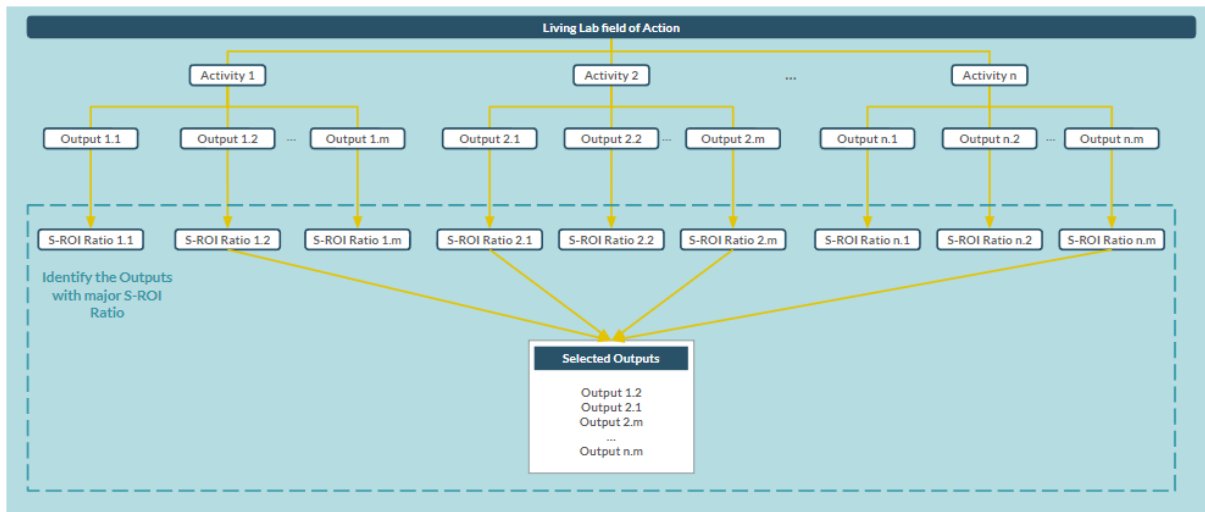 Living Lab field of Action
Activity 1
Activity 2
...
Activity n
Output 1.1
Output 1.2
...
Output 1.m
Output 2.1
Output 2.2
...
Output 2.m
Output n.1
Output n.2
...
Output n.m
S-ROI Ratio 1.1
S-ROI Ratio 1.2
S-ROI Ratio 1.m
S-ROI Ratio 2.1
S-ROI Ratio 2.2
S-ROI Ratio 2.m
S-ROI Ratio n.1
S-ROI Ratio n.2
S-ROI Ratio n.m
Identify the Outputs
with major S-ROI
Ratio
Selected Outputs
Output 1.2
Output 2.1
Output 2.m
...
Output n.m